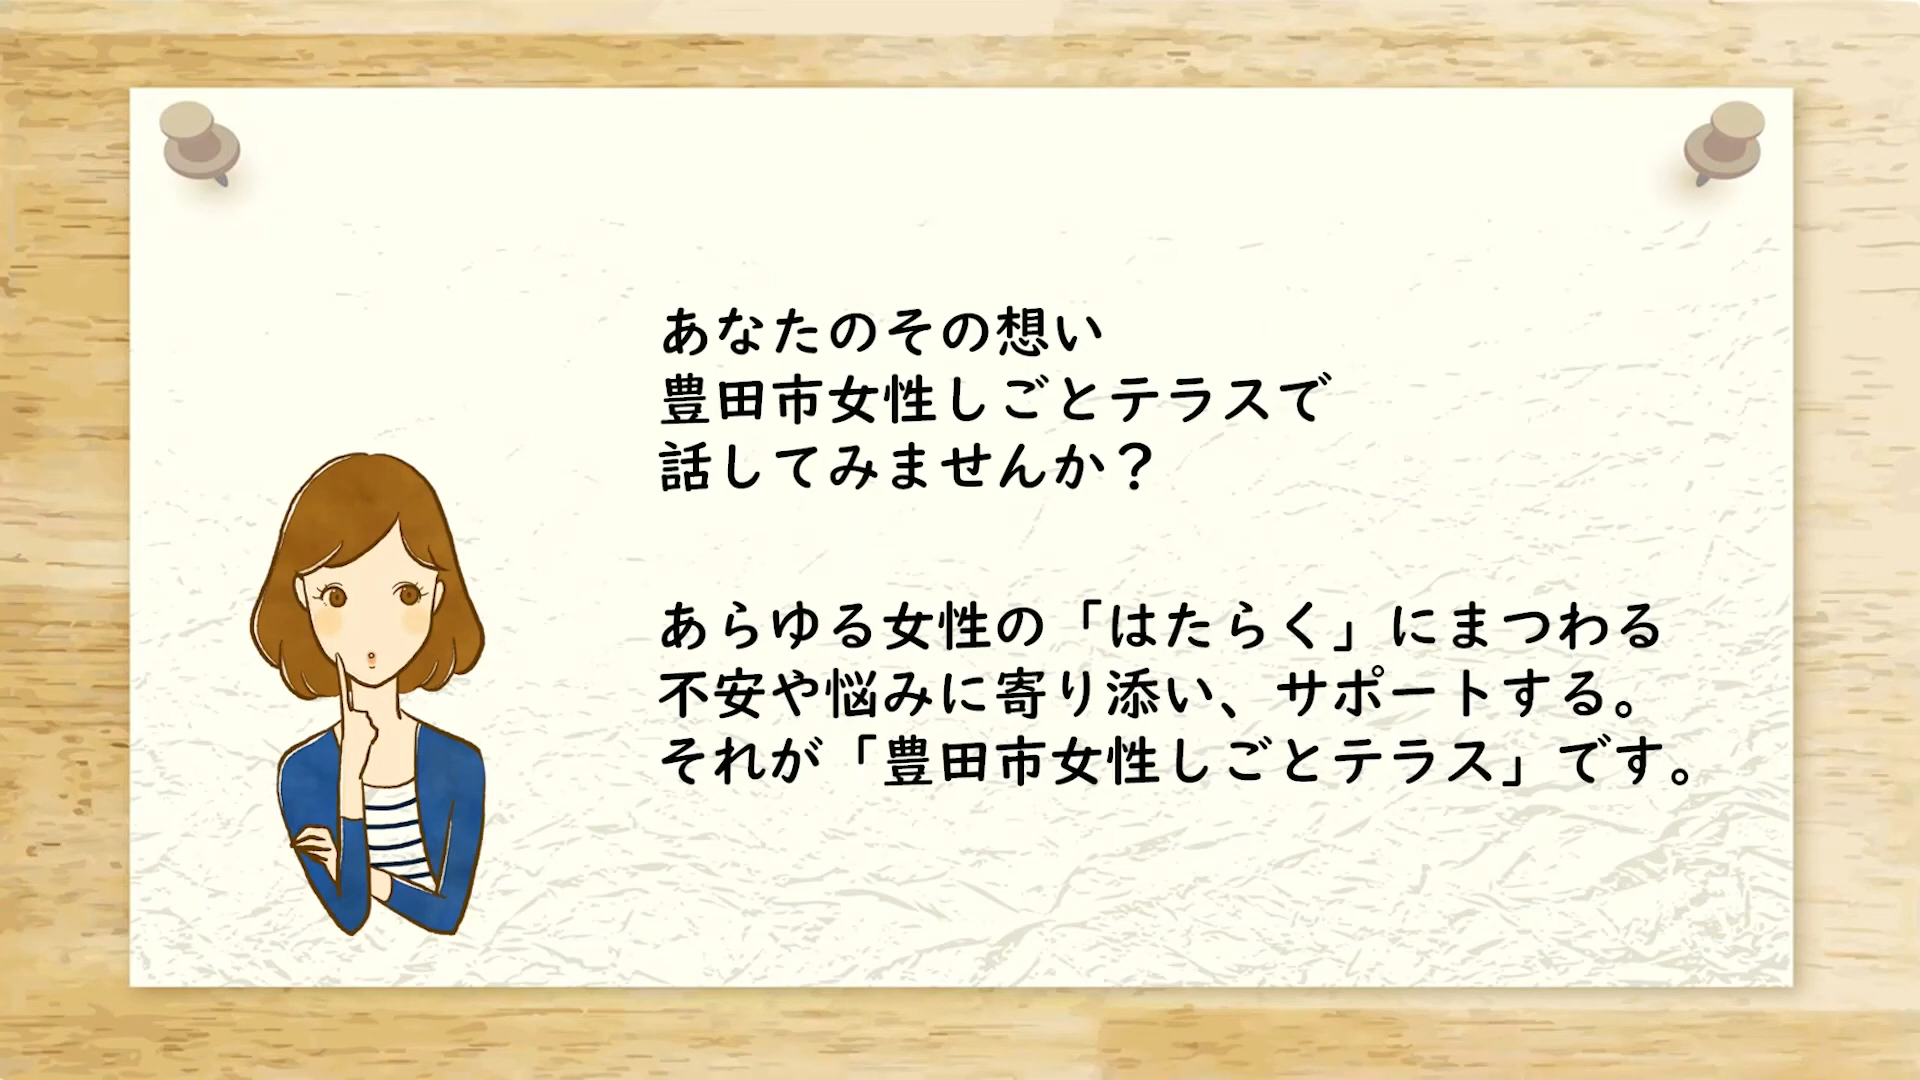 あなたのその想い
豊田市女性しごとテラスで
話してみませんか？
あらゆる女性の「はたらく」にまつわる
不安や悩みに寄り添い、サポートする。
それが「豊田市女性しごとテラス」です。